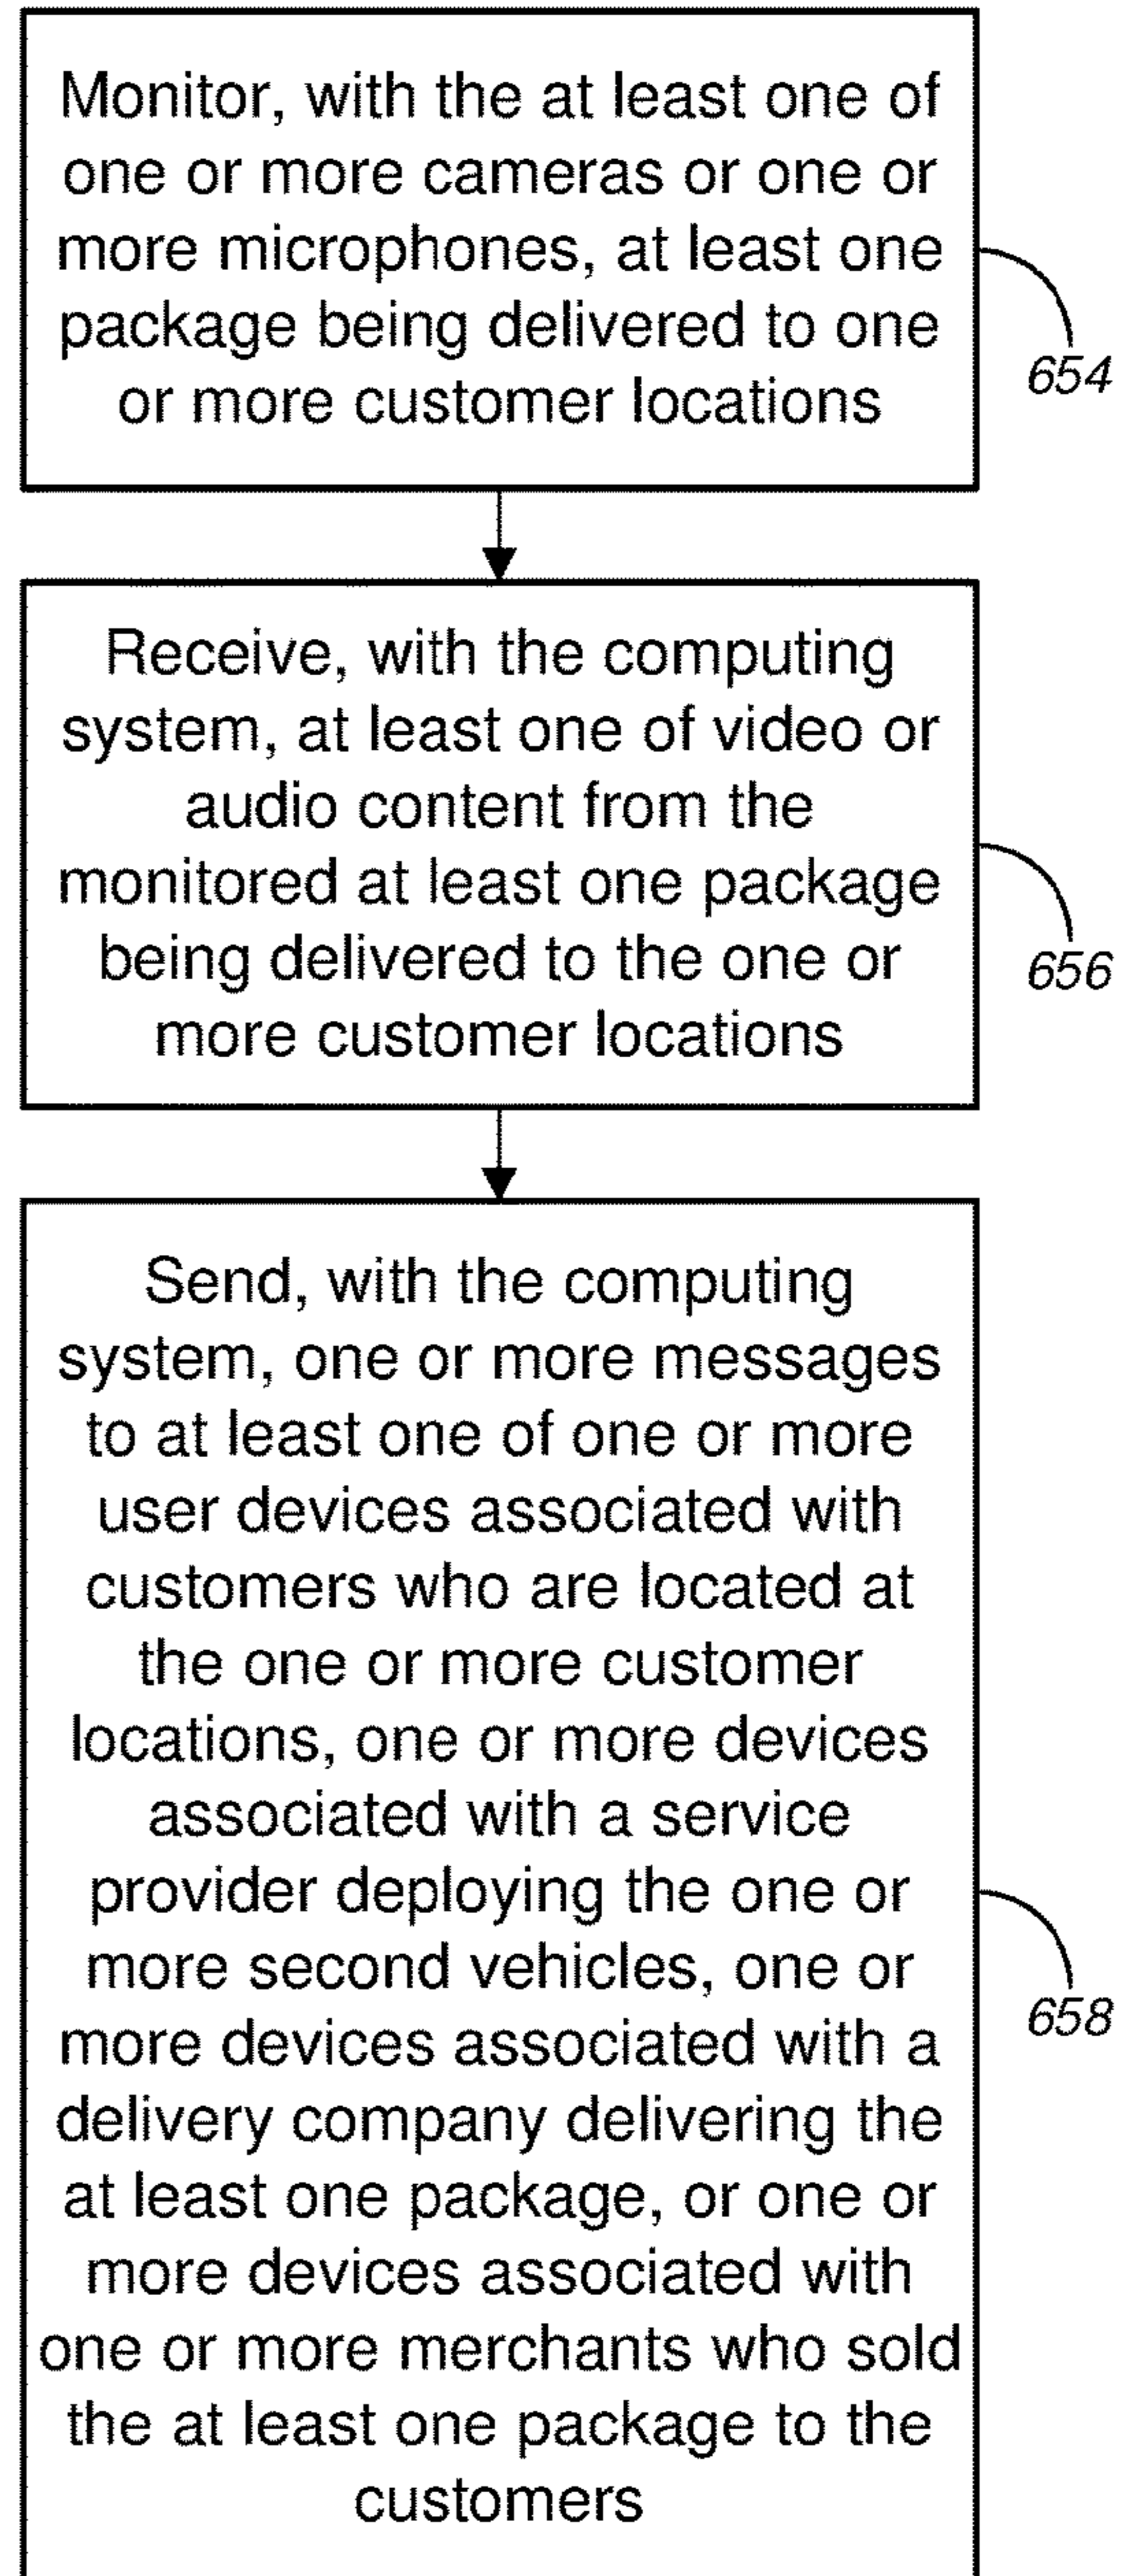 Monitor, with the at least one of
one or more cameras or one or
more microphones, at least one
package being delivered to one
or more customer locations
654
Receive, with the computing
system, at least one of video or
audio content from the
monitored at least one package
being delivered to the one or
more customer locations
656
Send, with the computing
system, one or more messages
to at least one of one or more
user devices associated with
customers who are located at
the one or more customer
locations, one or more devices
associated with a service
provider deploying the one or
more second vehicles, one or
more devices associated with a
delivery company delivering the
at least one package, or one or
more devices associated with
one or more merchants who sold
the at least one package to the
customers
658